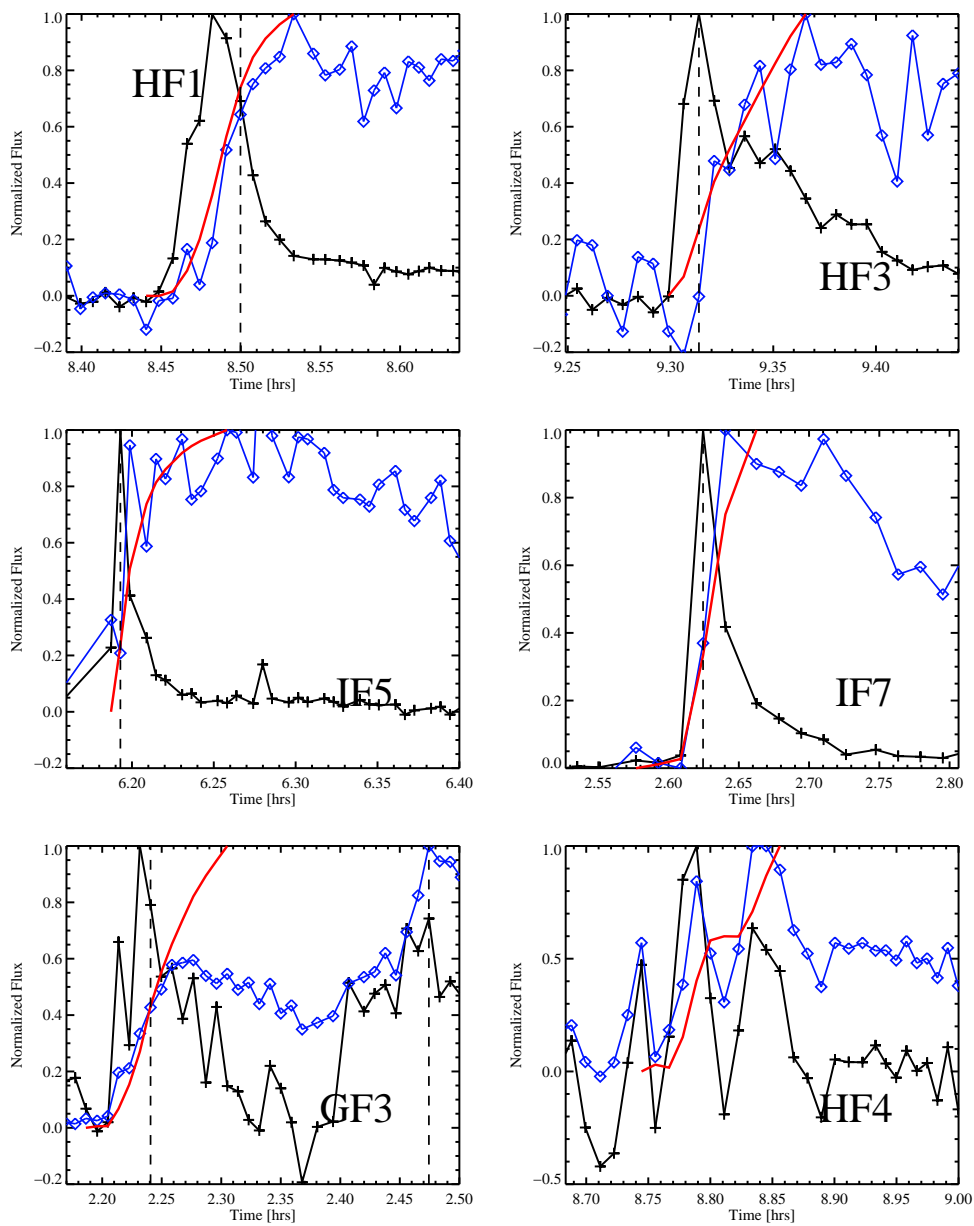 1.0
0.8
0.6
0.4
0.2
0.0
−0.2
Normalized Flux
HF1
8.40 8.45 8.50 8.55 8.60
Time [hrs]
1.0
0.8
0.6
0.4
0.2
0.0
−0.2
Normalized Flux
HF3
9.25 9.30 9.35 9.40
Time [hrs]
1.0
0.8
0.6
0.4
0.2
0.0
−0.2
Normalized Flux
IF5
6.20 6.25 6.30 6.35 6.40
Time [hrs]
1.0
0.8
0.6
0.4
0.2
0.0
Normalized Flux
IF7
2.55 2.60 2.65 2.70 2.75 2.80
Time [hrs]
1.0
0.8
0.6
0.4
0.2
0.0
−0.2
Normalized Flux
GF3
2.20 2.25 2.30 2.35 2.40 2.45 2.50
Time [hrs]
1.0
0.5
0.0
−0.5
Normalized Flux
HF4
8.70 8.75 8.80 8.85 8.90 8.95 9.00
Time [hrs]